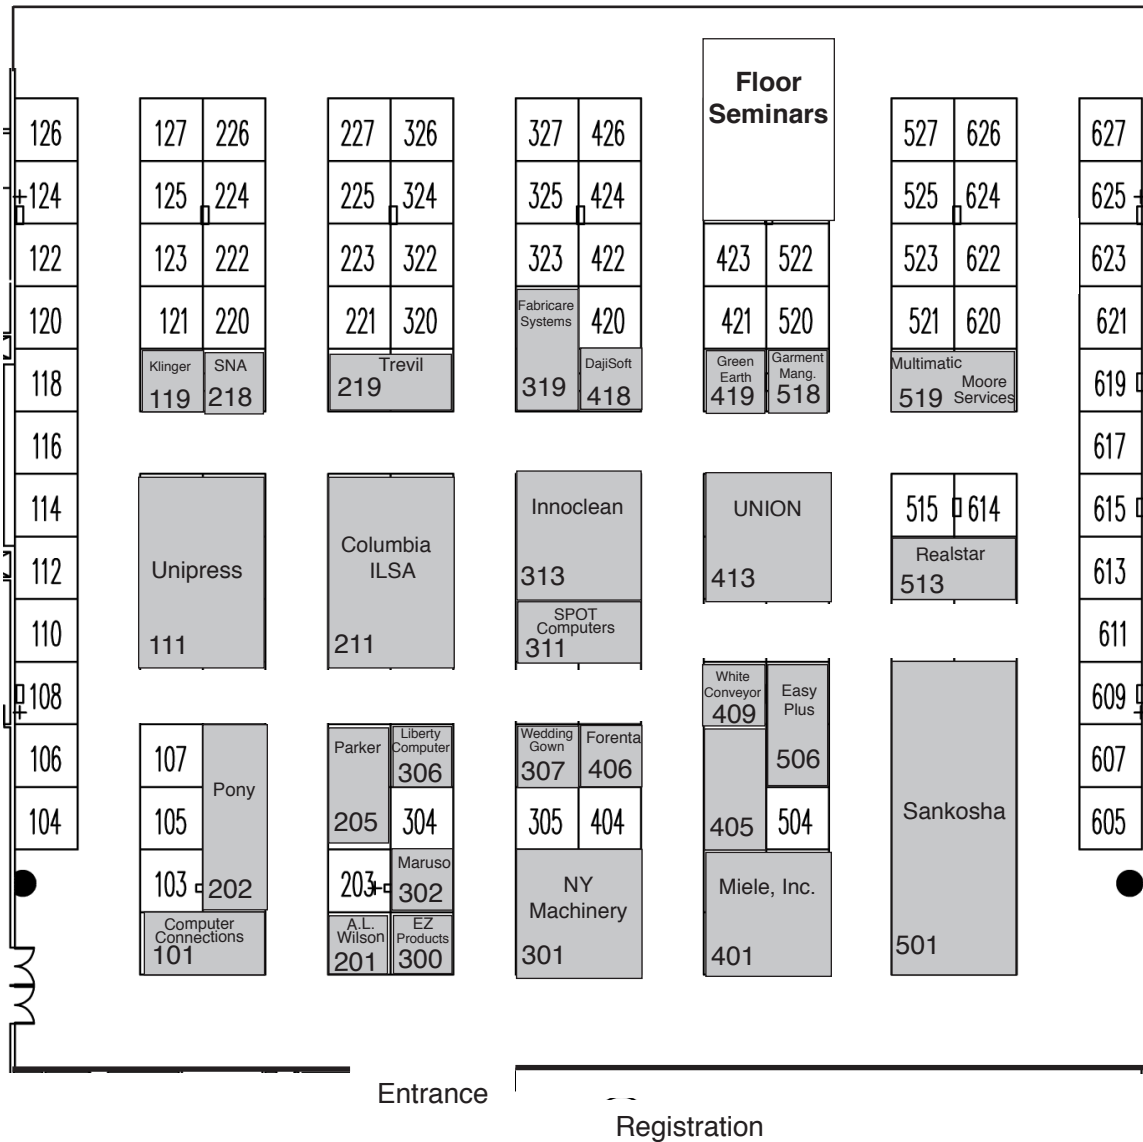 Floor
Seminars
126
127
226
227
326
327
426
527
626
627
124
125
224
225
324
325
424
525
624
625
122
123
222
223
322
323
422
423
522
523
622
623
120
121
220
221
320
Fabricare
Systems
319
420
421
520
521
620
621
118
Klinger
119
SNA
218
Trevil
219
DajiSoft
418
Green
Earth
419
Garment
Mang.
518
Multimatic
519
Moore
Services
619
116
617
114
Unipress
111
Columbia
ILSA
211
Innoclean
313
UNION
413
515
614
615
112
Realstar
513
613
110
SPOT
Computers
311
611
108
White
Conveyor
409
Easy
Plus
506
609
106
107
Pony
202
Parker
205
Liberty
Computer
306
Wedding
Gown
307
Forenta
406
607
104
105
304
305
404
405
504
Sankosha
501
605
103
203
Maruso
302
NY
Machinery
301
Miele, Inc.
401
Computer
Connections
101
A.L.
Wilson
201
EZ
Products
300
Entrance
Registration